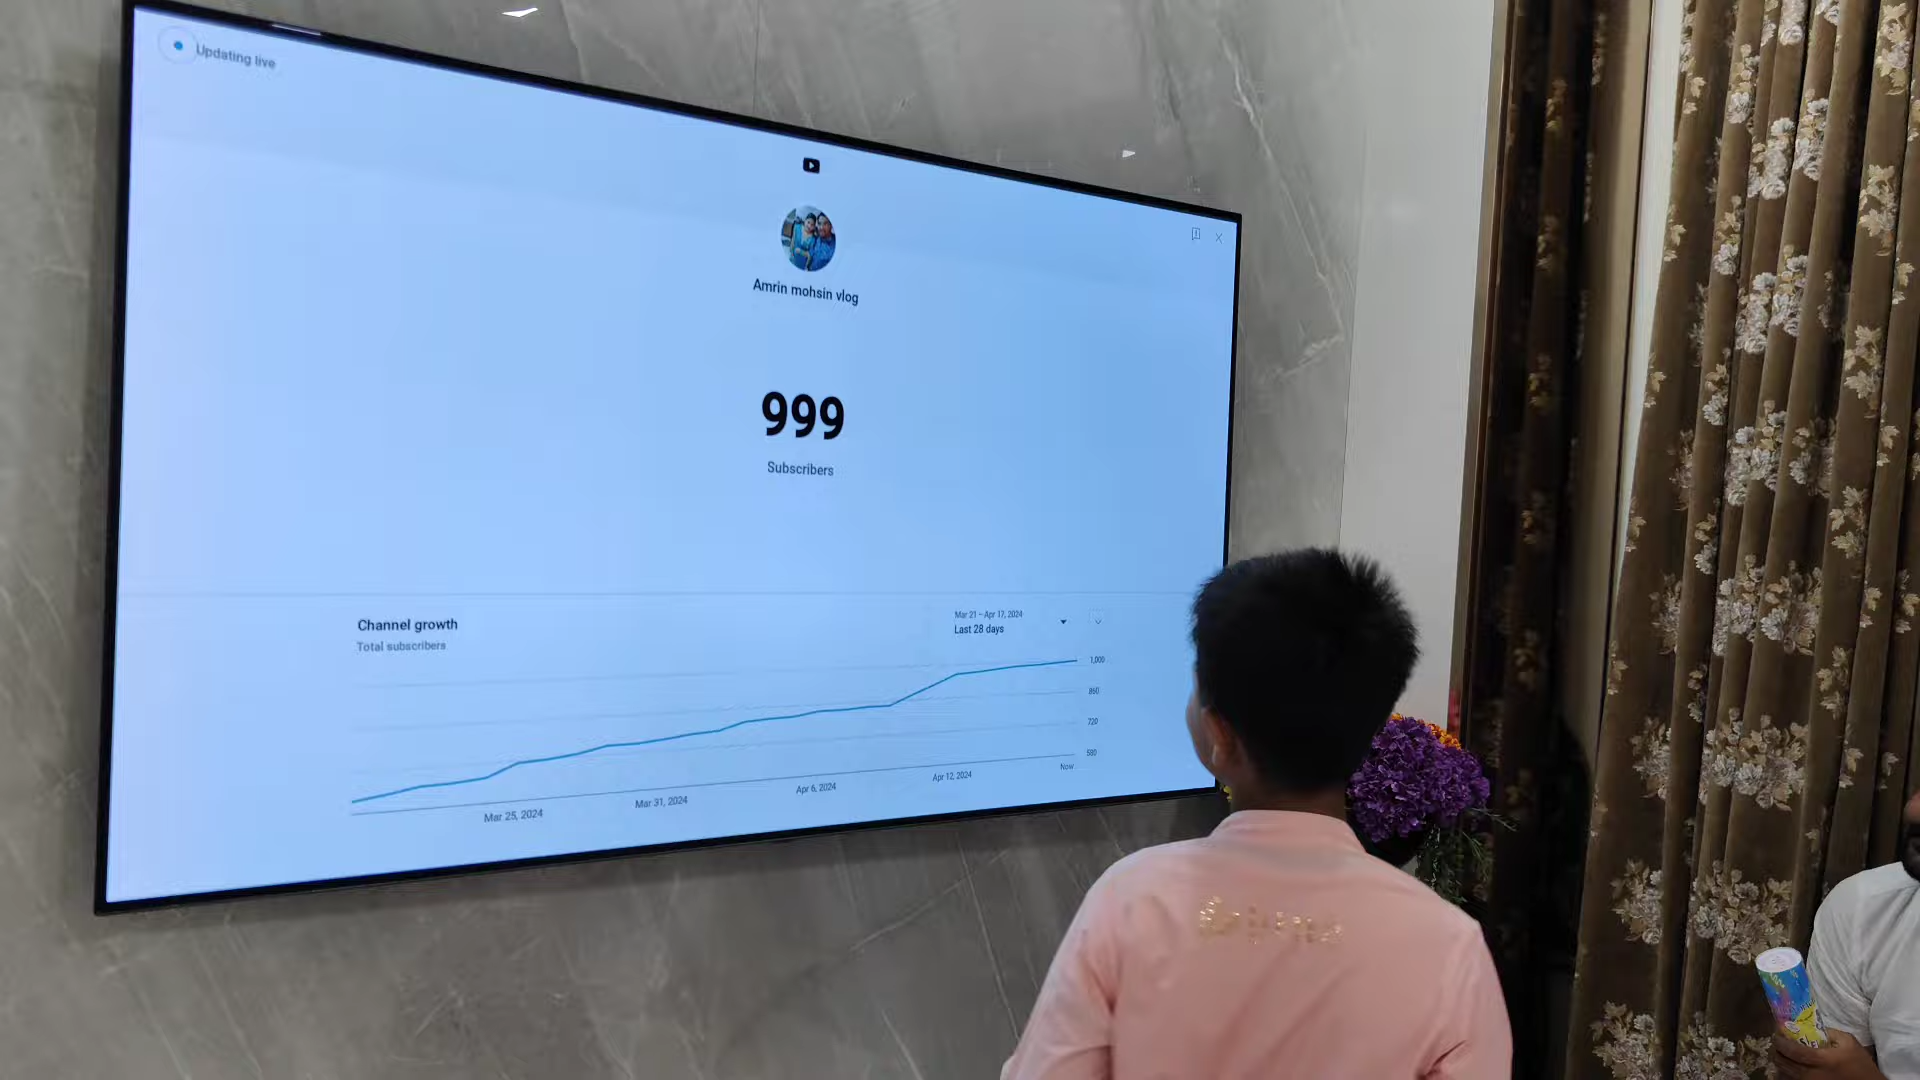 Updating live
Amrin mohsin vlog
999
Subscribers
Channel growth
Total subscribers
Mar 21 – Apr 17, 2024
Last 28 days
1,000
860
720
580
Mar 25, 2024
Mar 31, 2024
Apr 6, 2024
Apr 12, 2024
Now